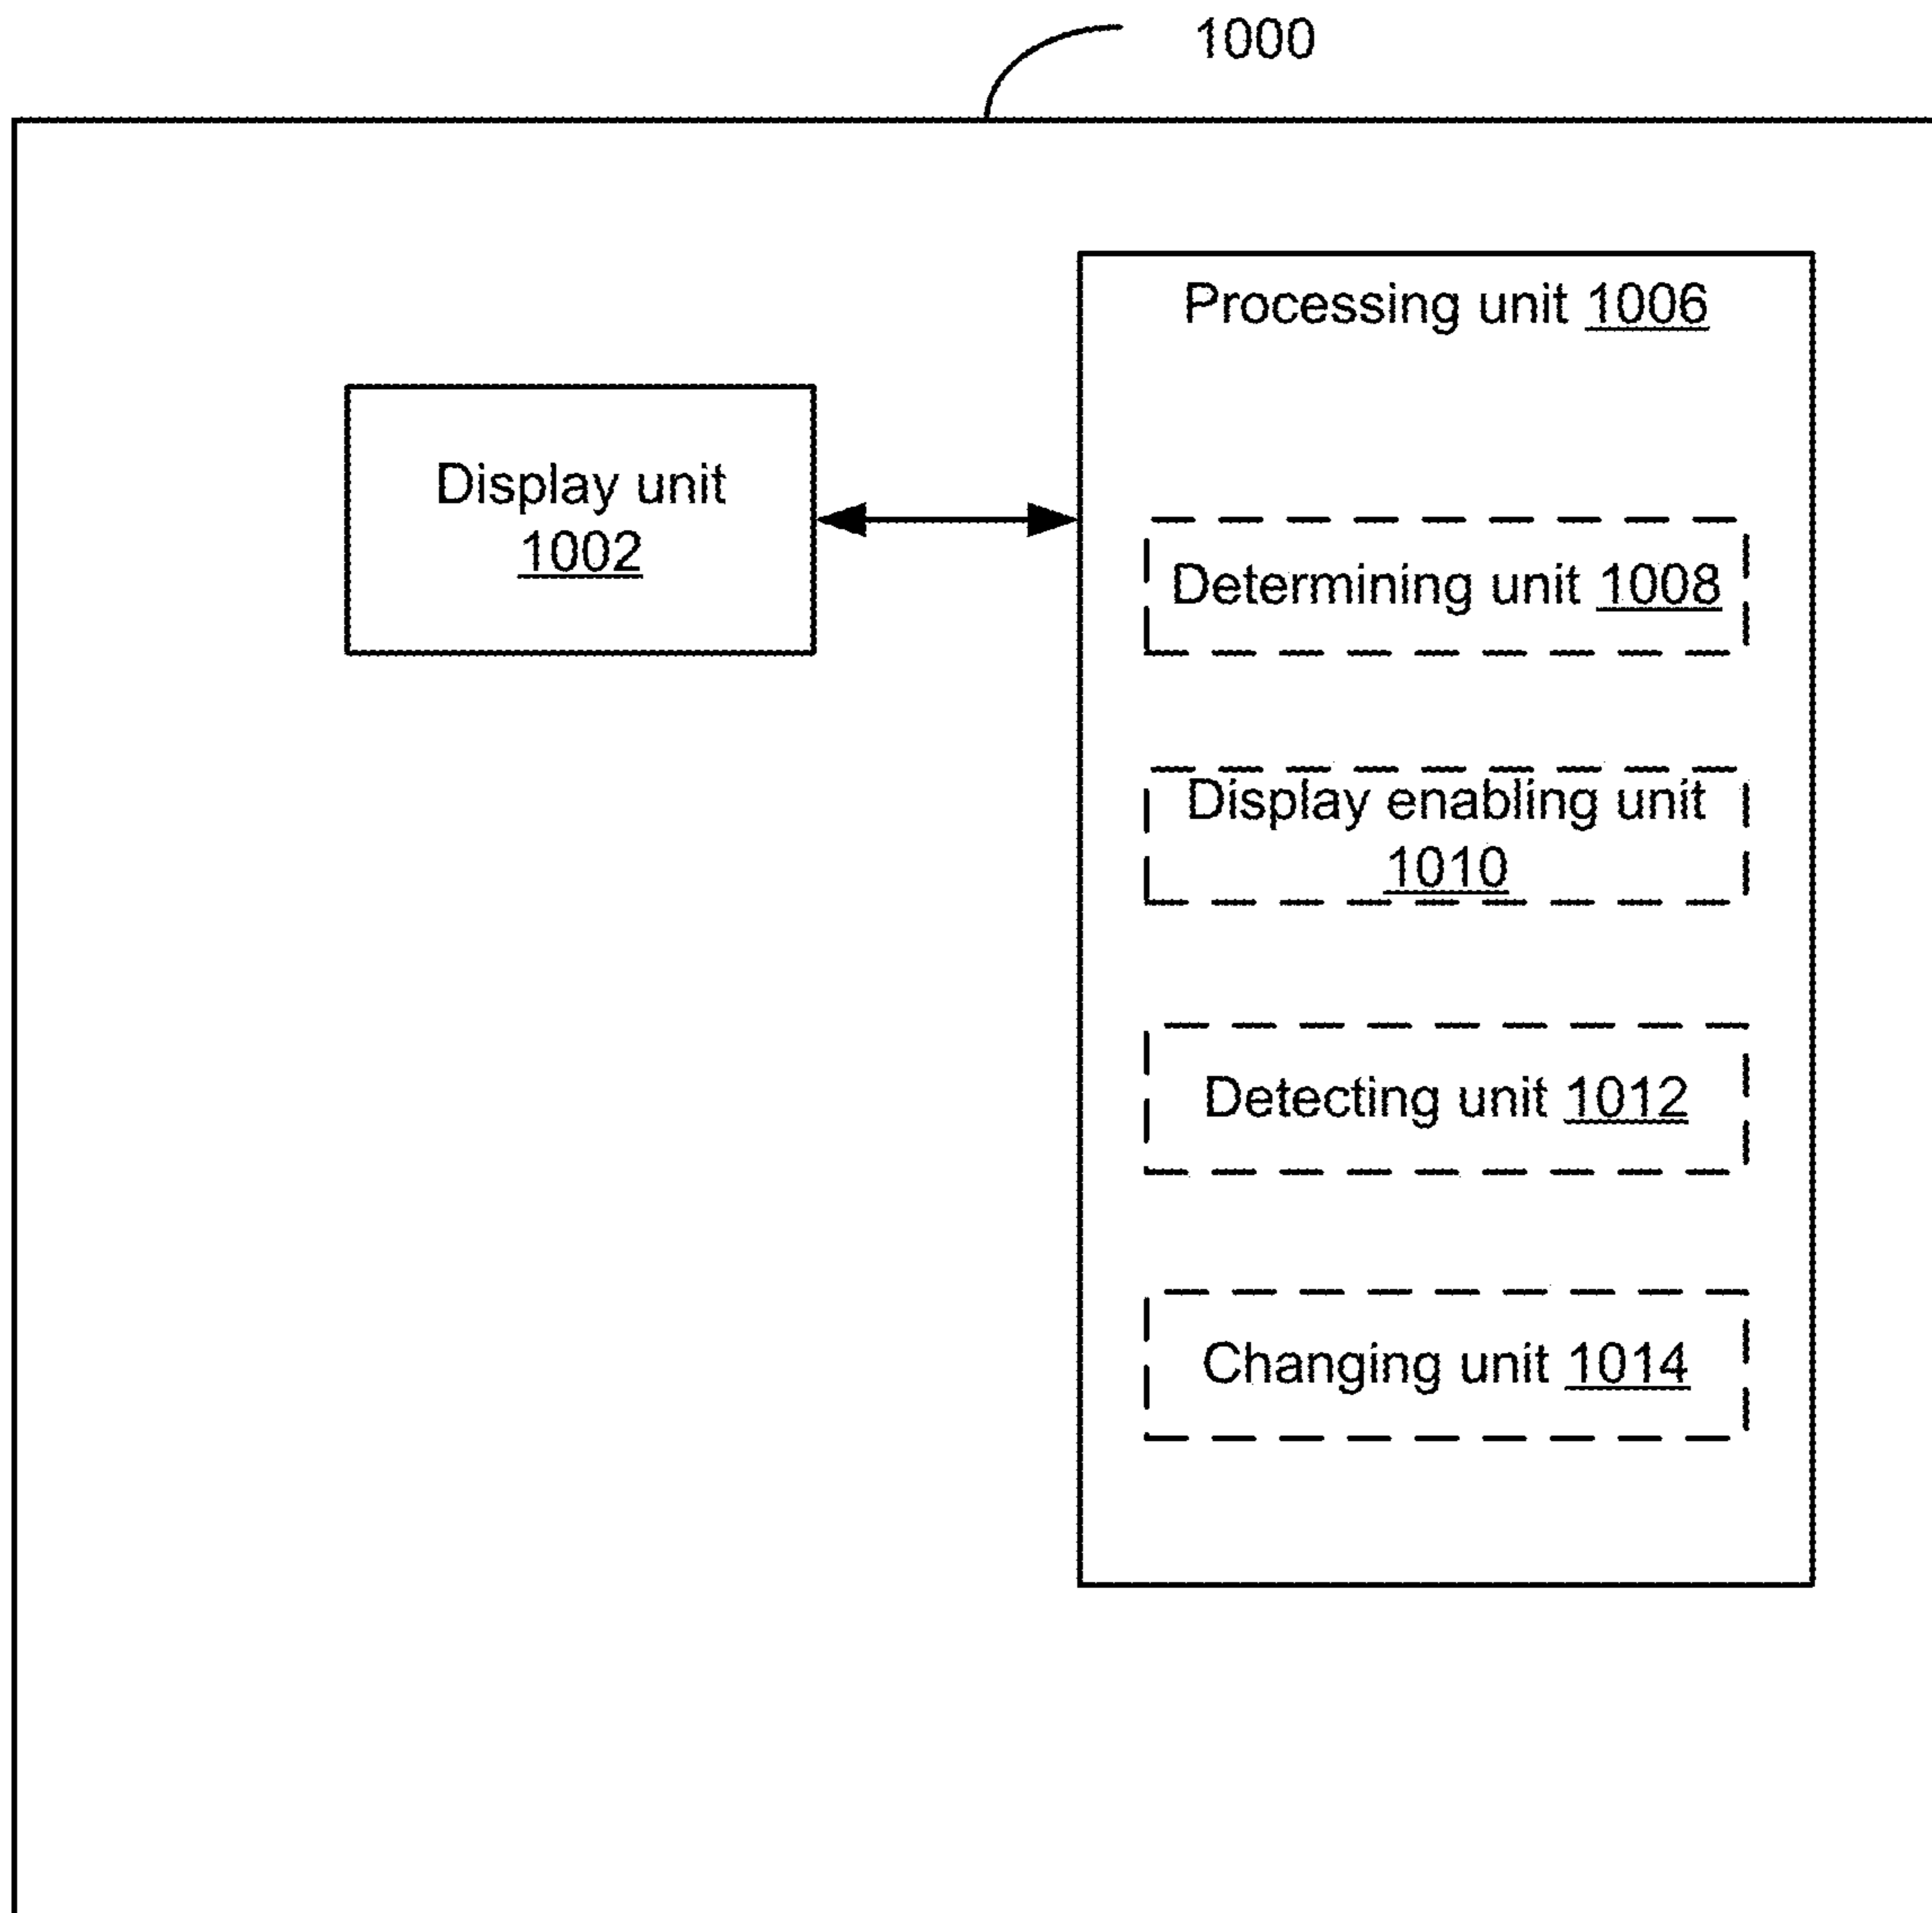 1000
Processing unit 1006
Display unit
1002
Determining unit 1008
Display enabling unit
1010
Detecting unit 1012
Changing unit 1014